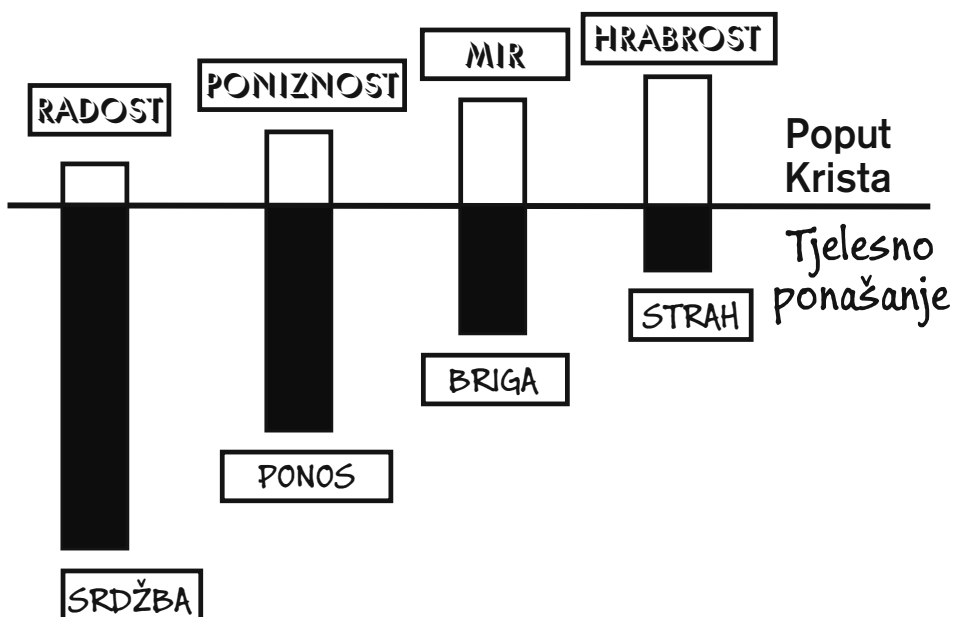 RADOST
PONIZNOST
MIR
HRABROST
Poput
Krista
Tjelesno
ponašanje
STRAH
BRIGA
PONOS
SRDŽBA